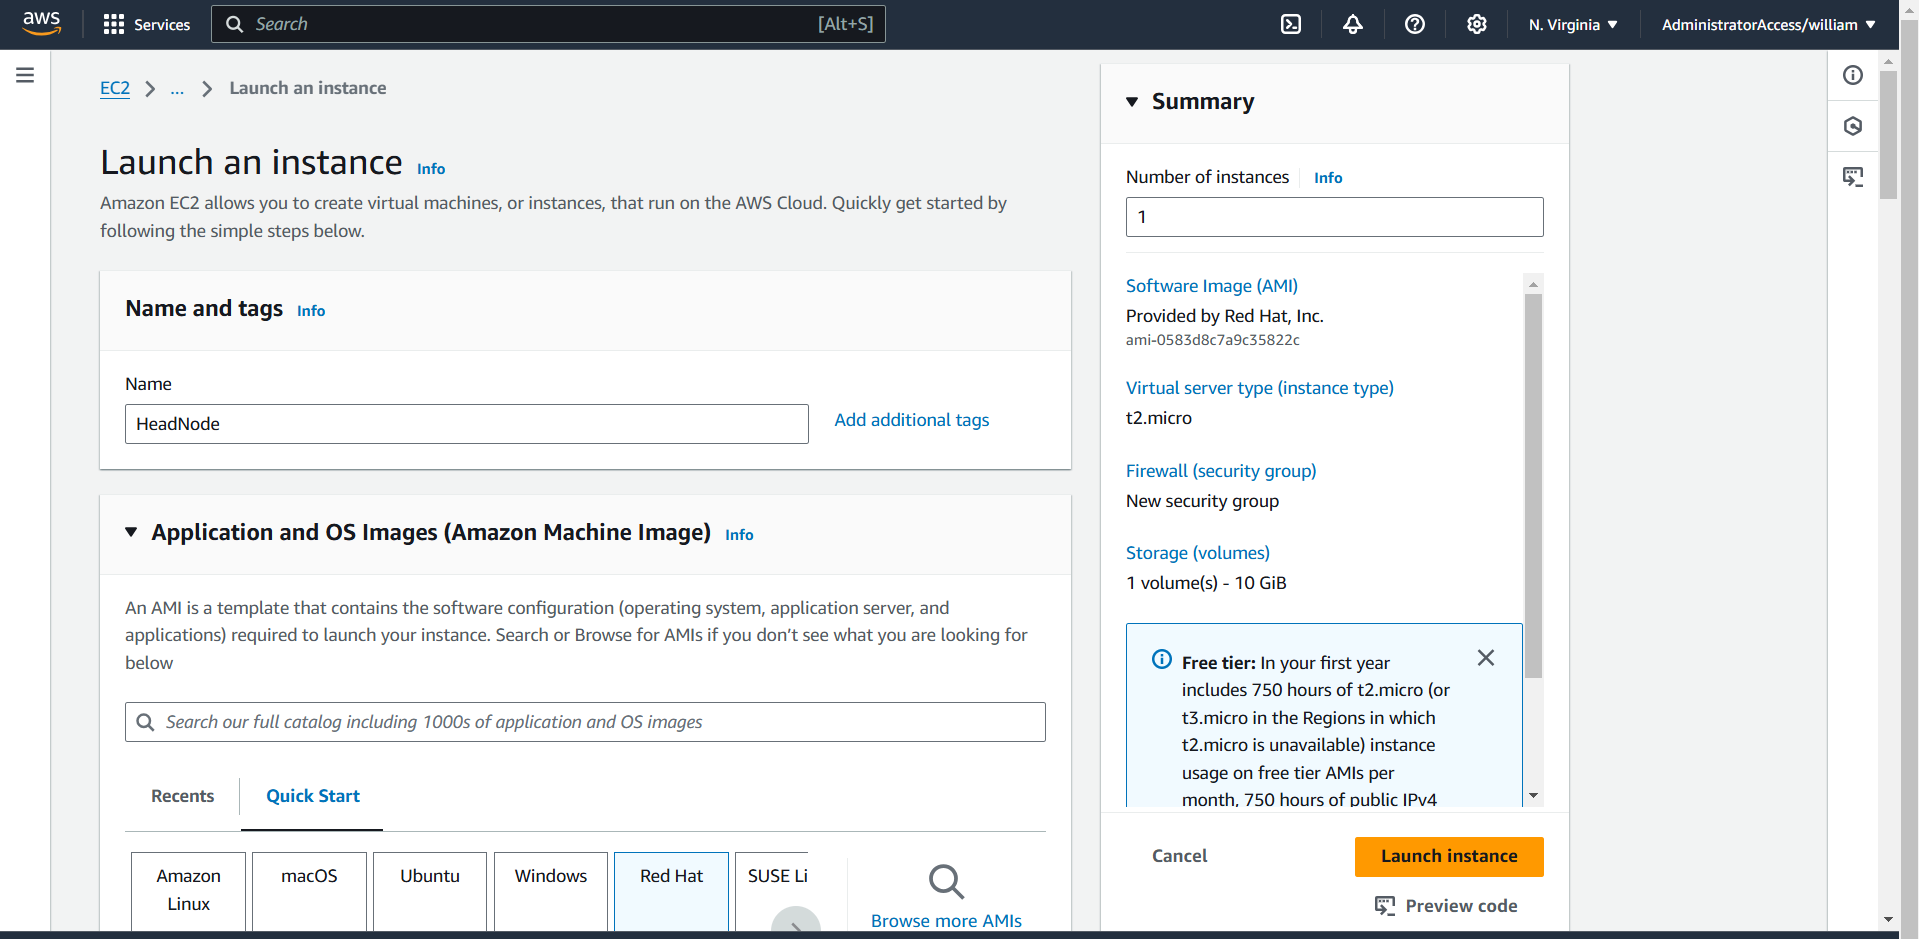 aws
Services
Search
[Alt+S]
N. Virginia
AdministratorAccess/william
EC2
...
Launch an instance
Launch an instance Info
Amazon EC2 allows you to create virtual machines, or instances, that run on the AWS Cloud. Quickly get started by
following the simple steps below.
Name and tags Info
Name
HeadNode
Add additional tags
Application and OS Images (Amazon Machine Image) Info
An AMI is a template that contains the software configuration (operating system, application server, and
applications) required to launch your instance. Search or Browse for AMIs if you don’t see what you are looking for
below
Search our full catalog including 1000s of application and OS images
Recents
Quick Start
Amazon
Linux
macOS
Ubuntu
Windows
Red Hat
SUSE Li
Browse more AMIs
Summary
Number of instances Info
1
Software Image (AMI)
Provided by Red Hat, Inc.
ami-0583d8c7a9c35822c
Virtual server type (instance type)
t2.micro
Firewall (security group)
New security group
Storage (volumes)
1 volume(s) - 10 GiB
Free tier: In your first year
includes 750 hours of t2.micro (or
t3.micro in the Regions in which
t2.micro is unavailable) instance
usage on free tier AMIs per
month, 750 hours of public IPv4
Cancel
Launch instance
Preview code